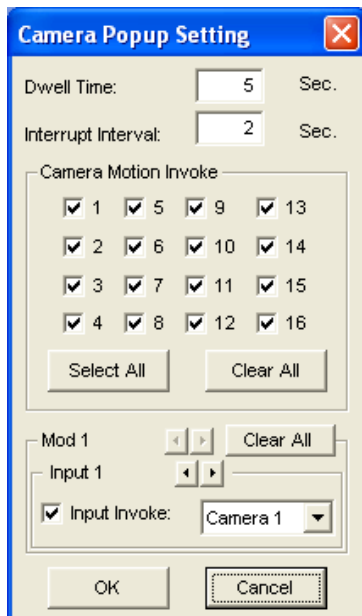 Camera Popup Setting
Dwell Time: 5 Sec.
Interrupt Interval: 2 Sec.
Camera Motion Invoke
1 5 9 13
2 6 10 14
3 7 11 15
4 8 12 16
Select All Clear All
Mod 1 Clear All
Input 1
Input Invoke: Camera 1
OK Cancel